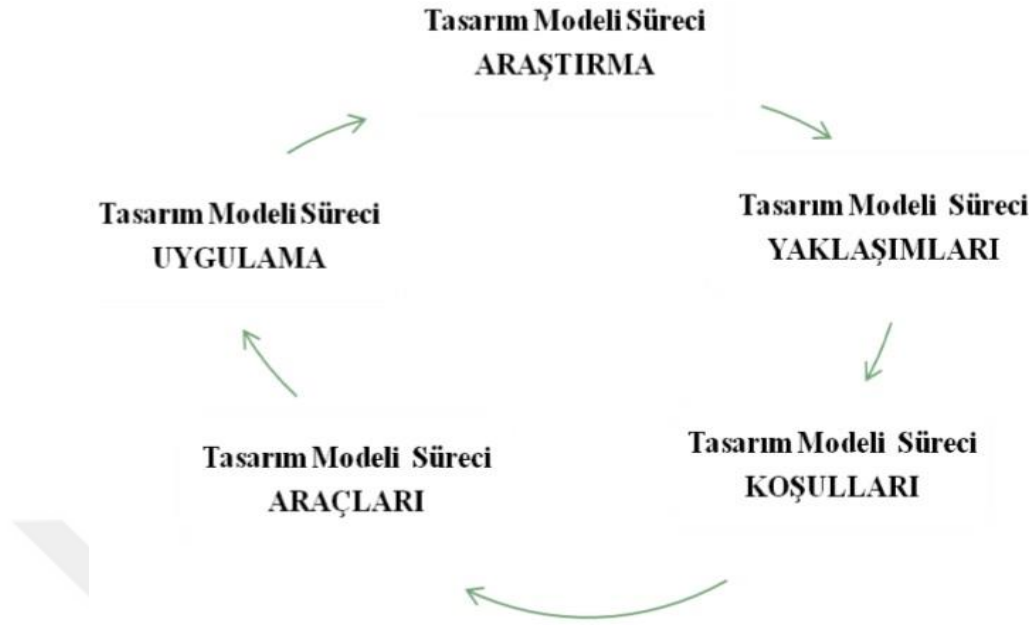 Tasarım Modeli Süreci
ARAŞTIRMA
Tasarım Modeli Süreci
YAKLAŞIMLARI
Tasarım Modeli Süreci
KOŞULLARI
Tasarım Modeli Süreci
ARAÇLARI
Tasarım Modeli Süreci
UYGULAMA